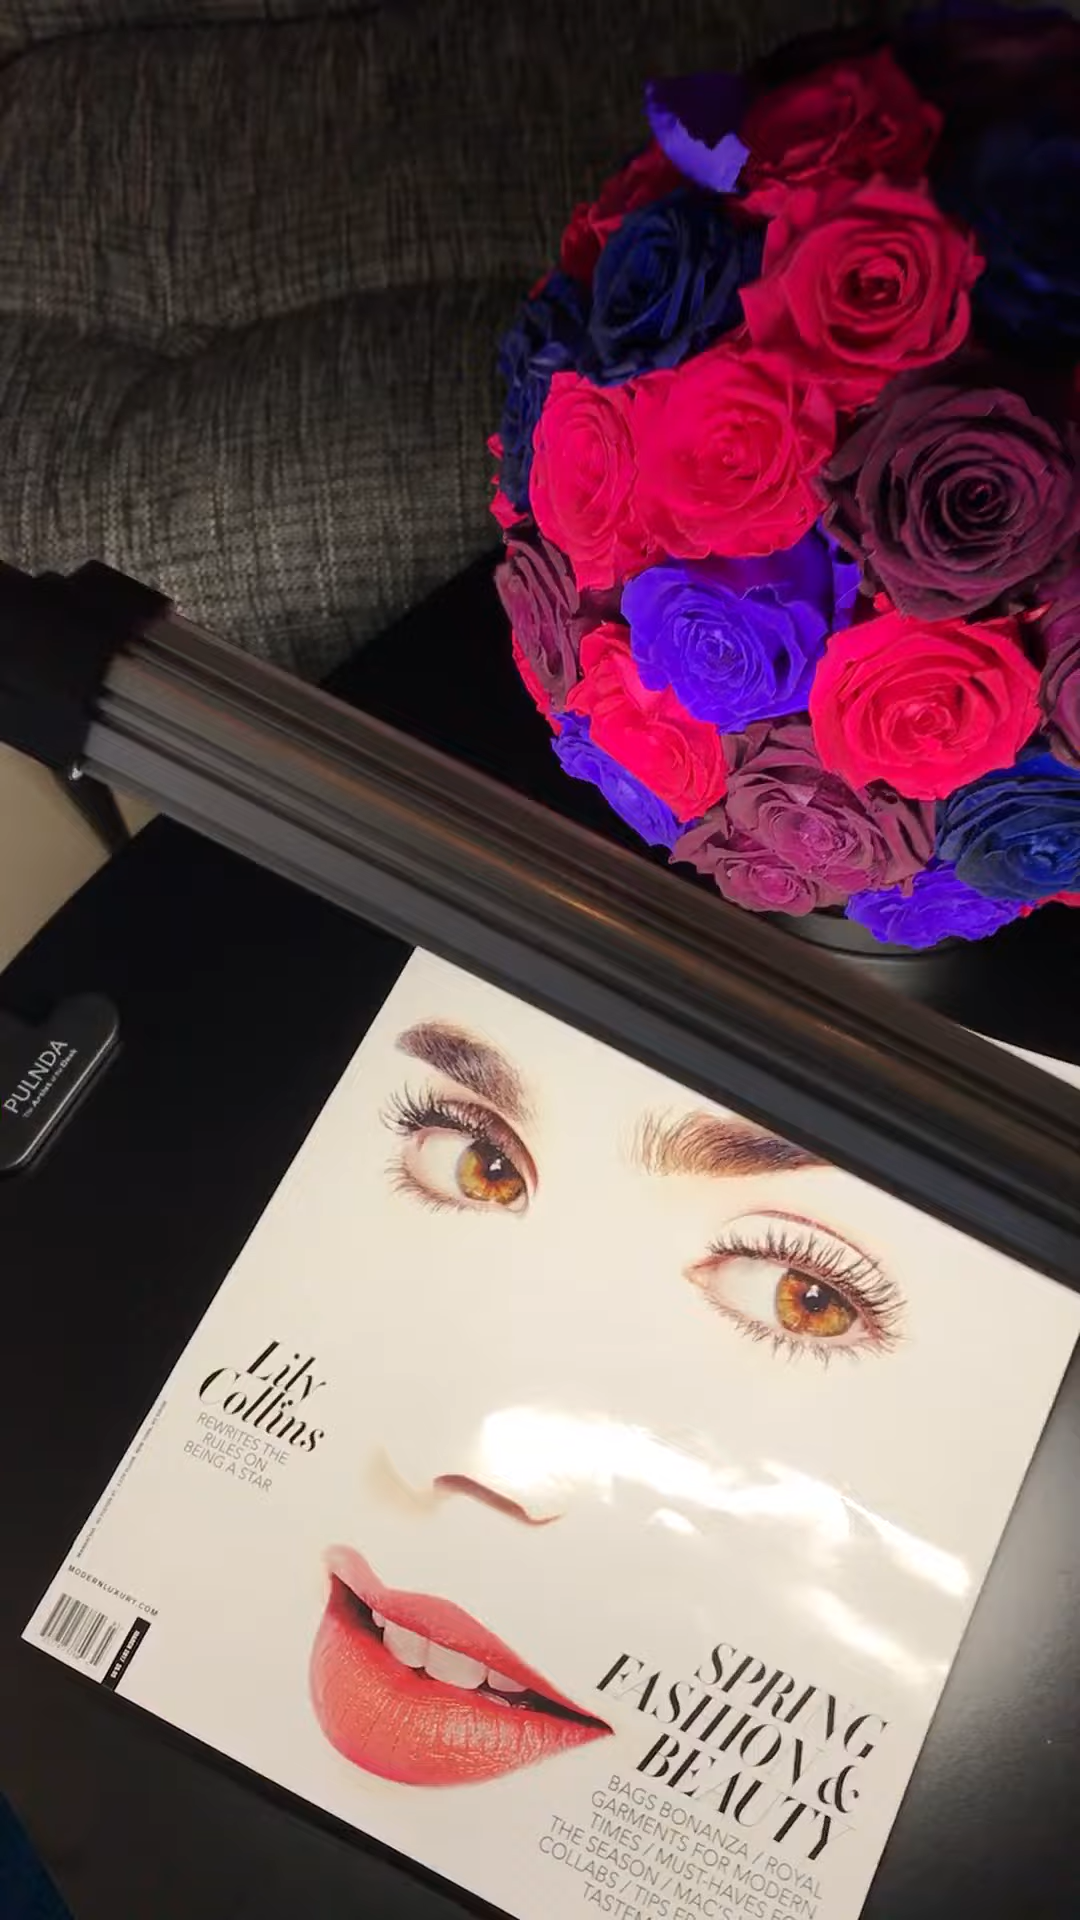 PULNDA
Lily
Collins
REWRITES THE
RULES ON
BEING A STAR
MODERNLUXURY.COM
SPRING
FASHION &
BEAUTY
BAGS BONANZA / ROYAL
GARMENTS FOR MODERN
TIMES / MUST-HAVES
THE SEASON / MAC'S
COLLABS / TIPS